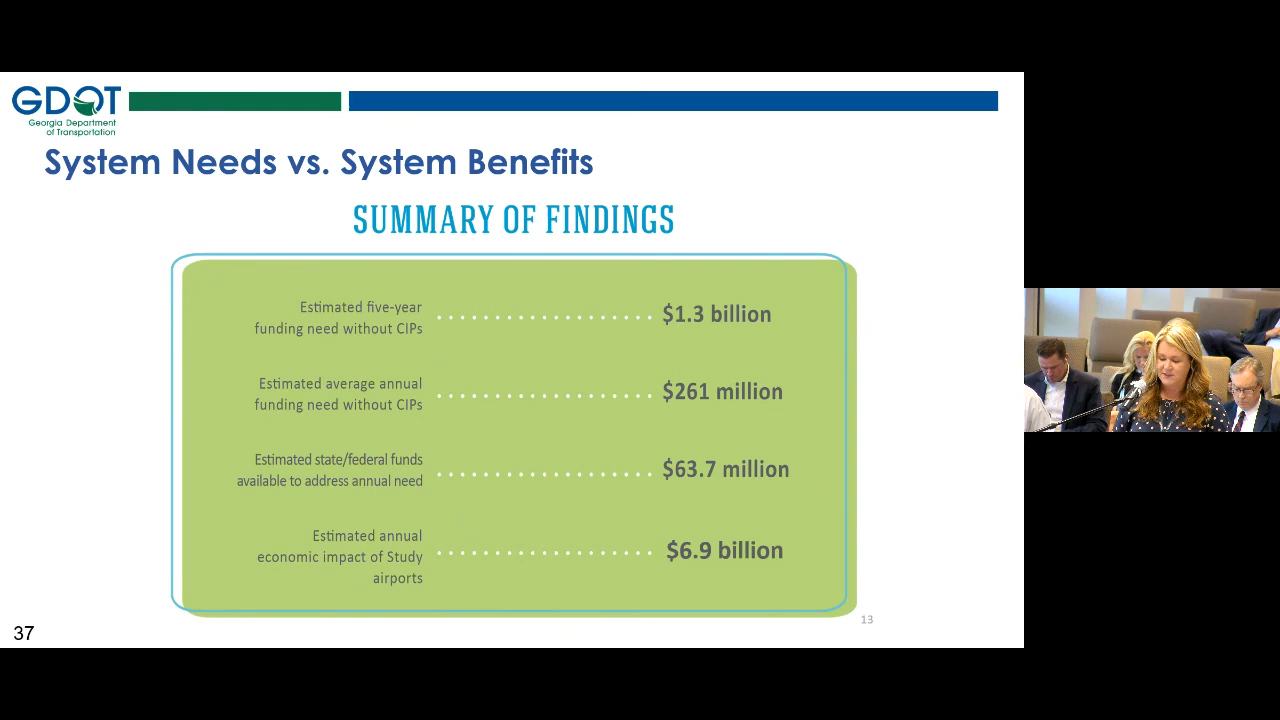 GDOT
Georgia Department
of Transportation
System Needs vs. System Benefits
SUMMARY OF FINDINGS
Estimated five-year
funding need without CIPs
$1.3 billion
Estimated average annual
funding need without CIPs
$261 million
Estimated state/federal funds
available to address annual need
$63.7 million
Estimated annual
economic impact of Study
airports
$6.9 billion
13
37